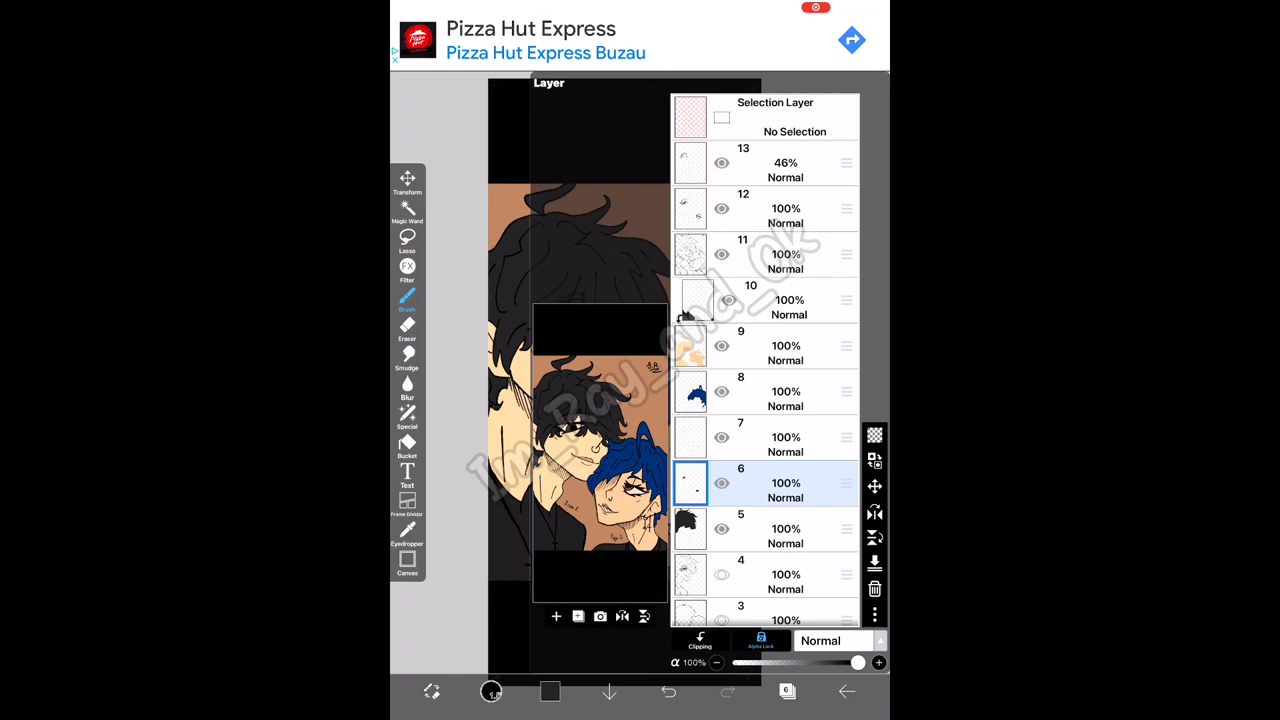 Pizza Hut Express
Pizza Hut Express Buzau
Layer
Selection Layer
No Selection
13
46%
Normal
12
100%
Normal
11
100%
Normal
10
100%
Normal
9
100%
Normal
8
100%
Normal
7
100%
Normal
6
100%
Normal
5
100%
Normal
4
100%
Normal
3
100%
Transform
Magic Wand
Lasso
FX
Filter
Brush
Eraser
Smudge
Blur
Special
Bucket
Text
Frame Divider
Eyedropper
Canvas
Im_Ray_and_Ok
Clipping
Alpha Lock
Normal
α 100%
6